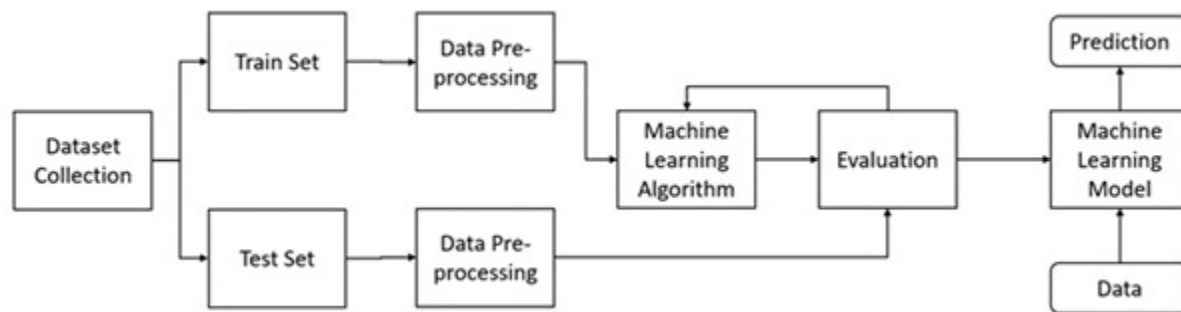 Dataset
Collection
Train Set
Data Pre-
processing
Test Set
Data Pre-
processing
Machine
Learning
Algorithm
Evaluation
Prediction
Machine
Learning
Model
Data